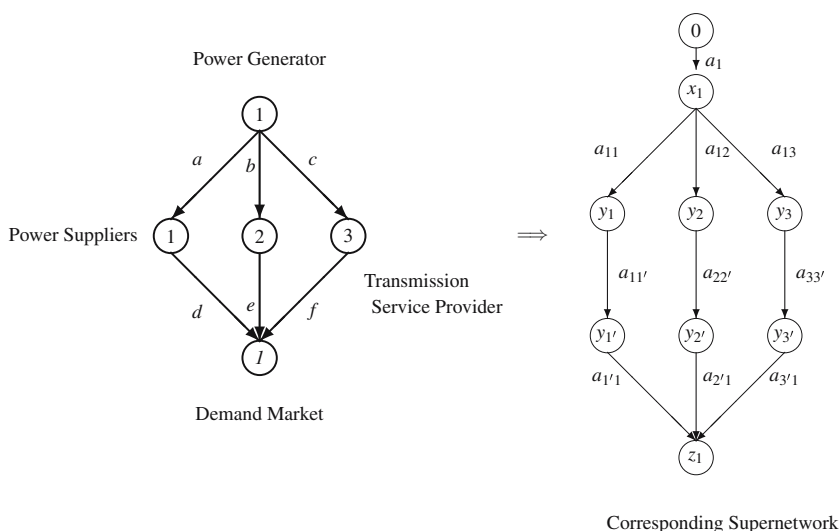 Power Generator
1
a
b
c
Power Suppliers
1
2
3
d
e
f
Transmission
Service Provider
1
Demand Market
⟹
0
a₁
x₁
a₁₁
a₁₂
a₁₃
y₁
y₂
y₃
a₁₁′
a₂₂′
a₃₃′
y₁′
y₂′
y₃′
a₁′₁
a₂′₁
a₃′₁
z₁
Corresponding Supernetwork